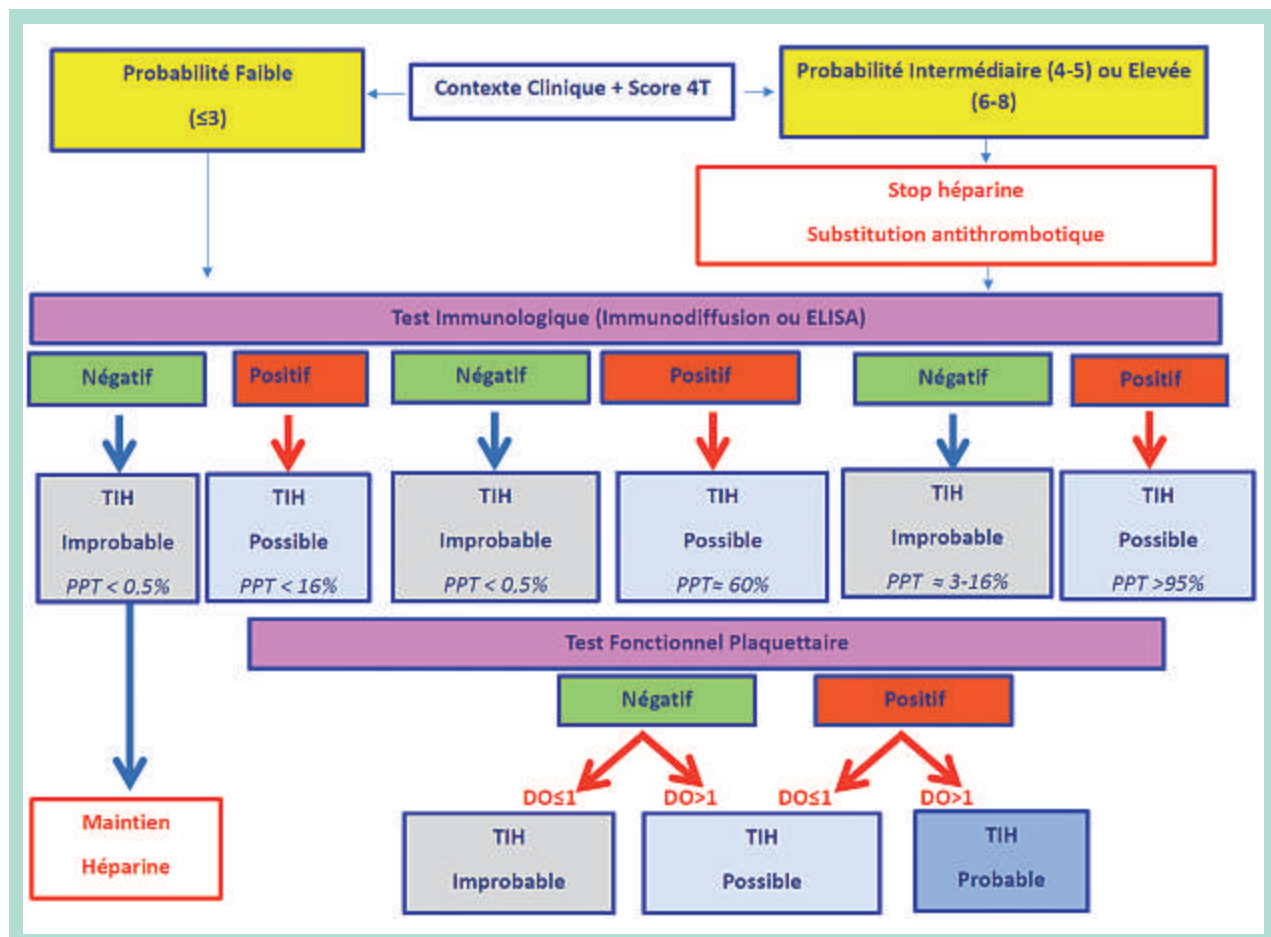 Probabilité Faible
(≤3)
Contexte Clinique + Score 4T
Probabilité Intermédiaire (4-5) ou Elevée
(6-8)
Stop héparine
Substitution antithrombotique
Test Immunologique (Immunodiffusion ou ELISA)
Négatif
Positif
Négatif
Positif
Négatif
Positif
TIH
Improbable
PPT < 0.5%
TIH
Possible
PPT < 16%
TIH
Improbable
PPT < 0,5%
TIH
Possible
PPT≈ 60%
TIH
Improbable
PPT ≈ 3-16%
TIH
Possible
PPT >95%
Test Fonctionnel Plaquettaire
Négatif
Positif
DO≤1
DO>1
DO≤1
DO>1
Maintien
Héparine
TIH
Improbable
TIH
Possible
TIH
Probable